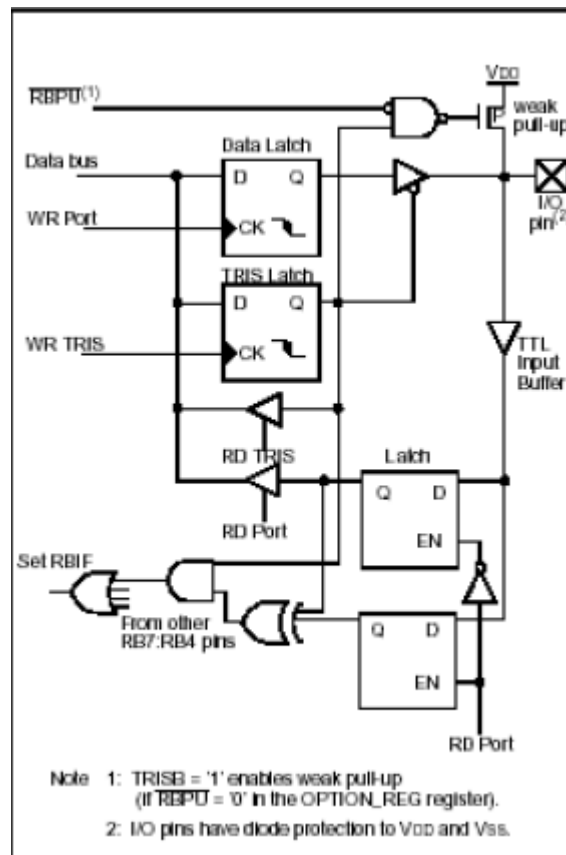 VDD
RBPU(1)
weak
pull-up
Data Latch
Data bus
D Q
WR Port
CK
I/O
pin(2
TRIS Latch
D Q
WR TRIS
CK
TTL
Input
Buffer
RD TRIS
Latch
Q D
RD Port
EN
Set RBIF
From other
RB7:RB4 pins
Q D
EN
RD Port
Note 1: TRISB = '1' enables weak pull-up
(if RBPU = '0' in the OPTION_REG register).
2: I/O pins have diode protection to VDD and VSS.